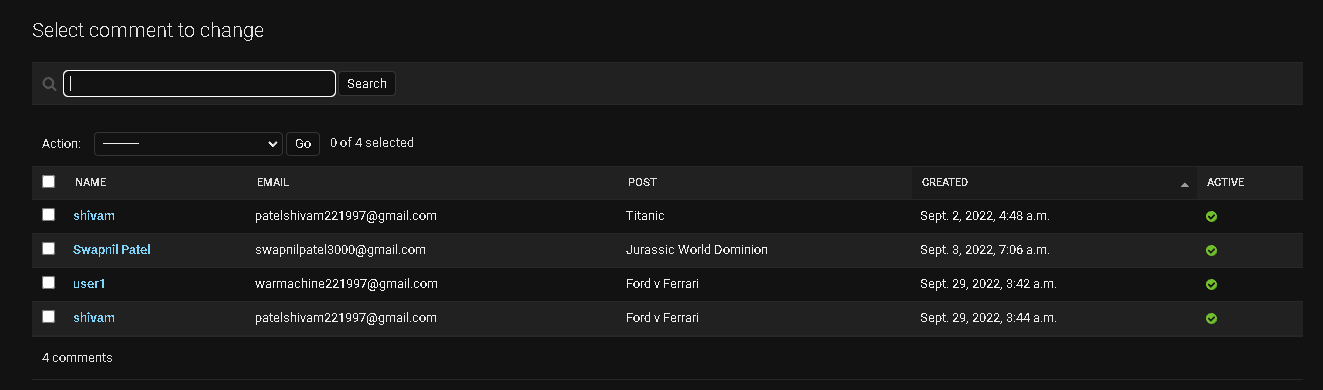 Select comment to change
Search
Action: ——— Go 0 of 4 selected
NAME EMAIL POST CREATED ACTIVE
shivam patelshivam221997@gmail.com Titanic Sept. 2, 2022, 4:48 a.m.
Swapnil Patel swapnilpatel3000@gmail.com Jurassic World Dominion Sept. 3, 2022, 7:06 a.m.
user1 warmachine221997@gmail.com Ford v Ferrari Sept. 29, 2022, 3:42 a.m.
shivam patelshivam221997@gmail.com Ford v Ferrari Sept. 29, 2022, 3:44 a.m.
4 comments